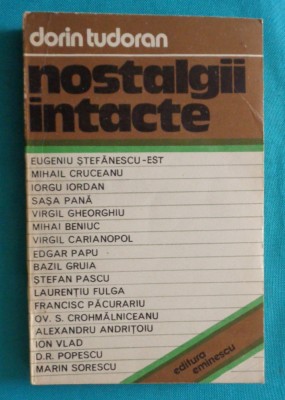 dorin tudoran
nostalgii
intacte
EUGENIU ŞTEFĂNESCU-EST
MIHAIL CRUCEANU
IORGU IORDAN
SAŞA PANĂ
VIRGIL GHEORGHIU
MIHAI BENIUC
VIRGIL CARIANOPOL
EDGAR PAPU
BAZIL GRUIA
ŞTEFAN PASCU
LAURENŢIU FULGA
FRANCISC PĂCURARIU
OV. S. CROHMĂLNICEANU
ALEXANDRU ANDRIŢOIU
ION VLAD
D.R. POPESCU
MARIN SORESCU
editura
eminescu